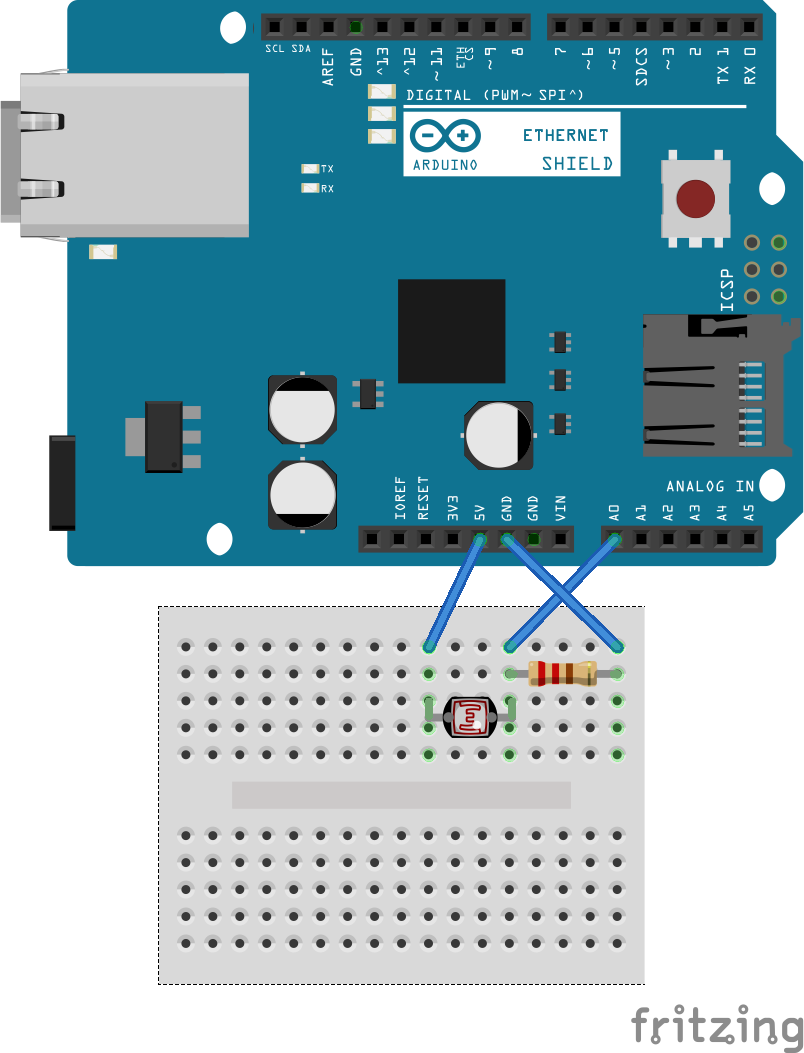 SCL SDA AREF GND ^13 ^12 ~11 ETH CS ~9 8 7 ~6 ~5 SDCS ~3 2 TX 1 RX 0
DIGITAL (PWM~ SPI^)
ETHERNET
ARDUINO SHIELD
TX
RX
ICSP
ANALOG IN
IOREF RESET 3V3 5V GND GND VIN A0 A1 A2 A3 A4 A5
fritzing